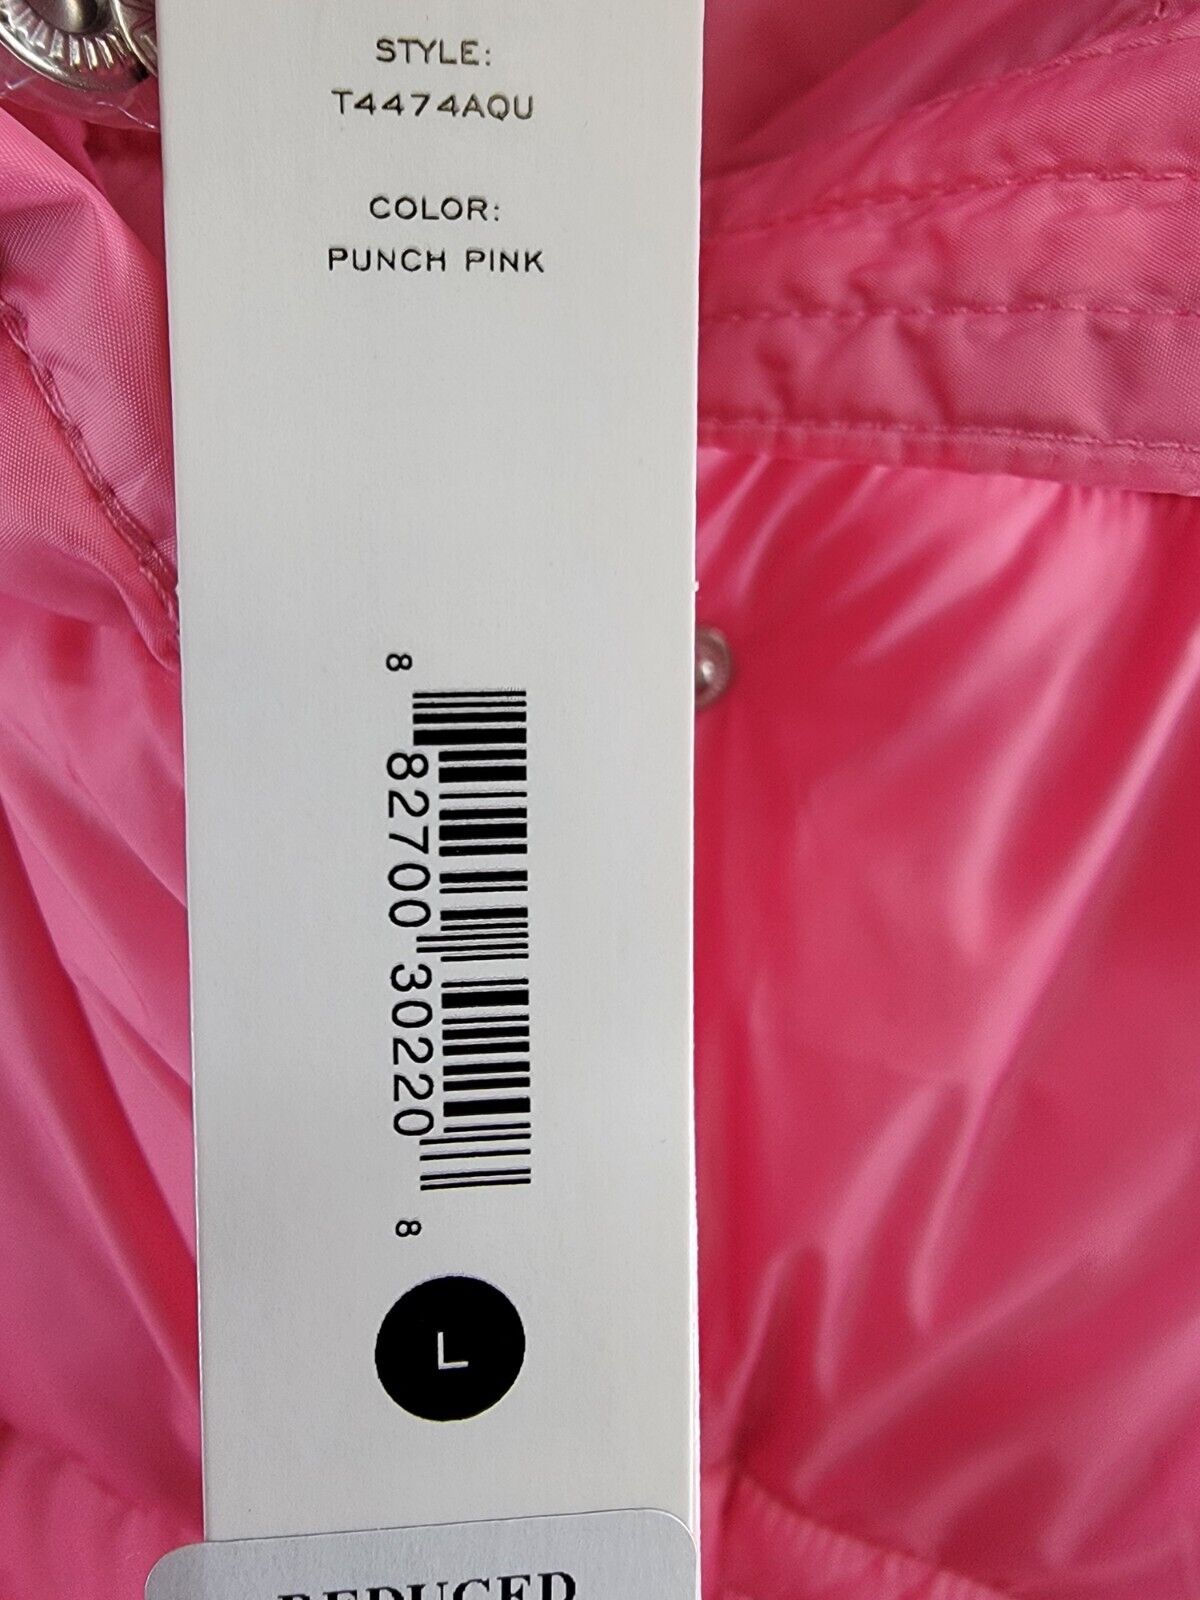 STYLE:
T4474AQU
COLOR:
PUNCH PINK
8 82700 30220 8
L
REDUCED